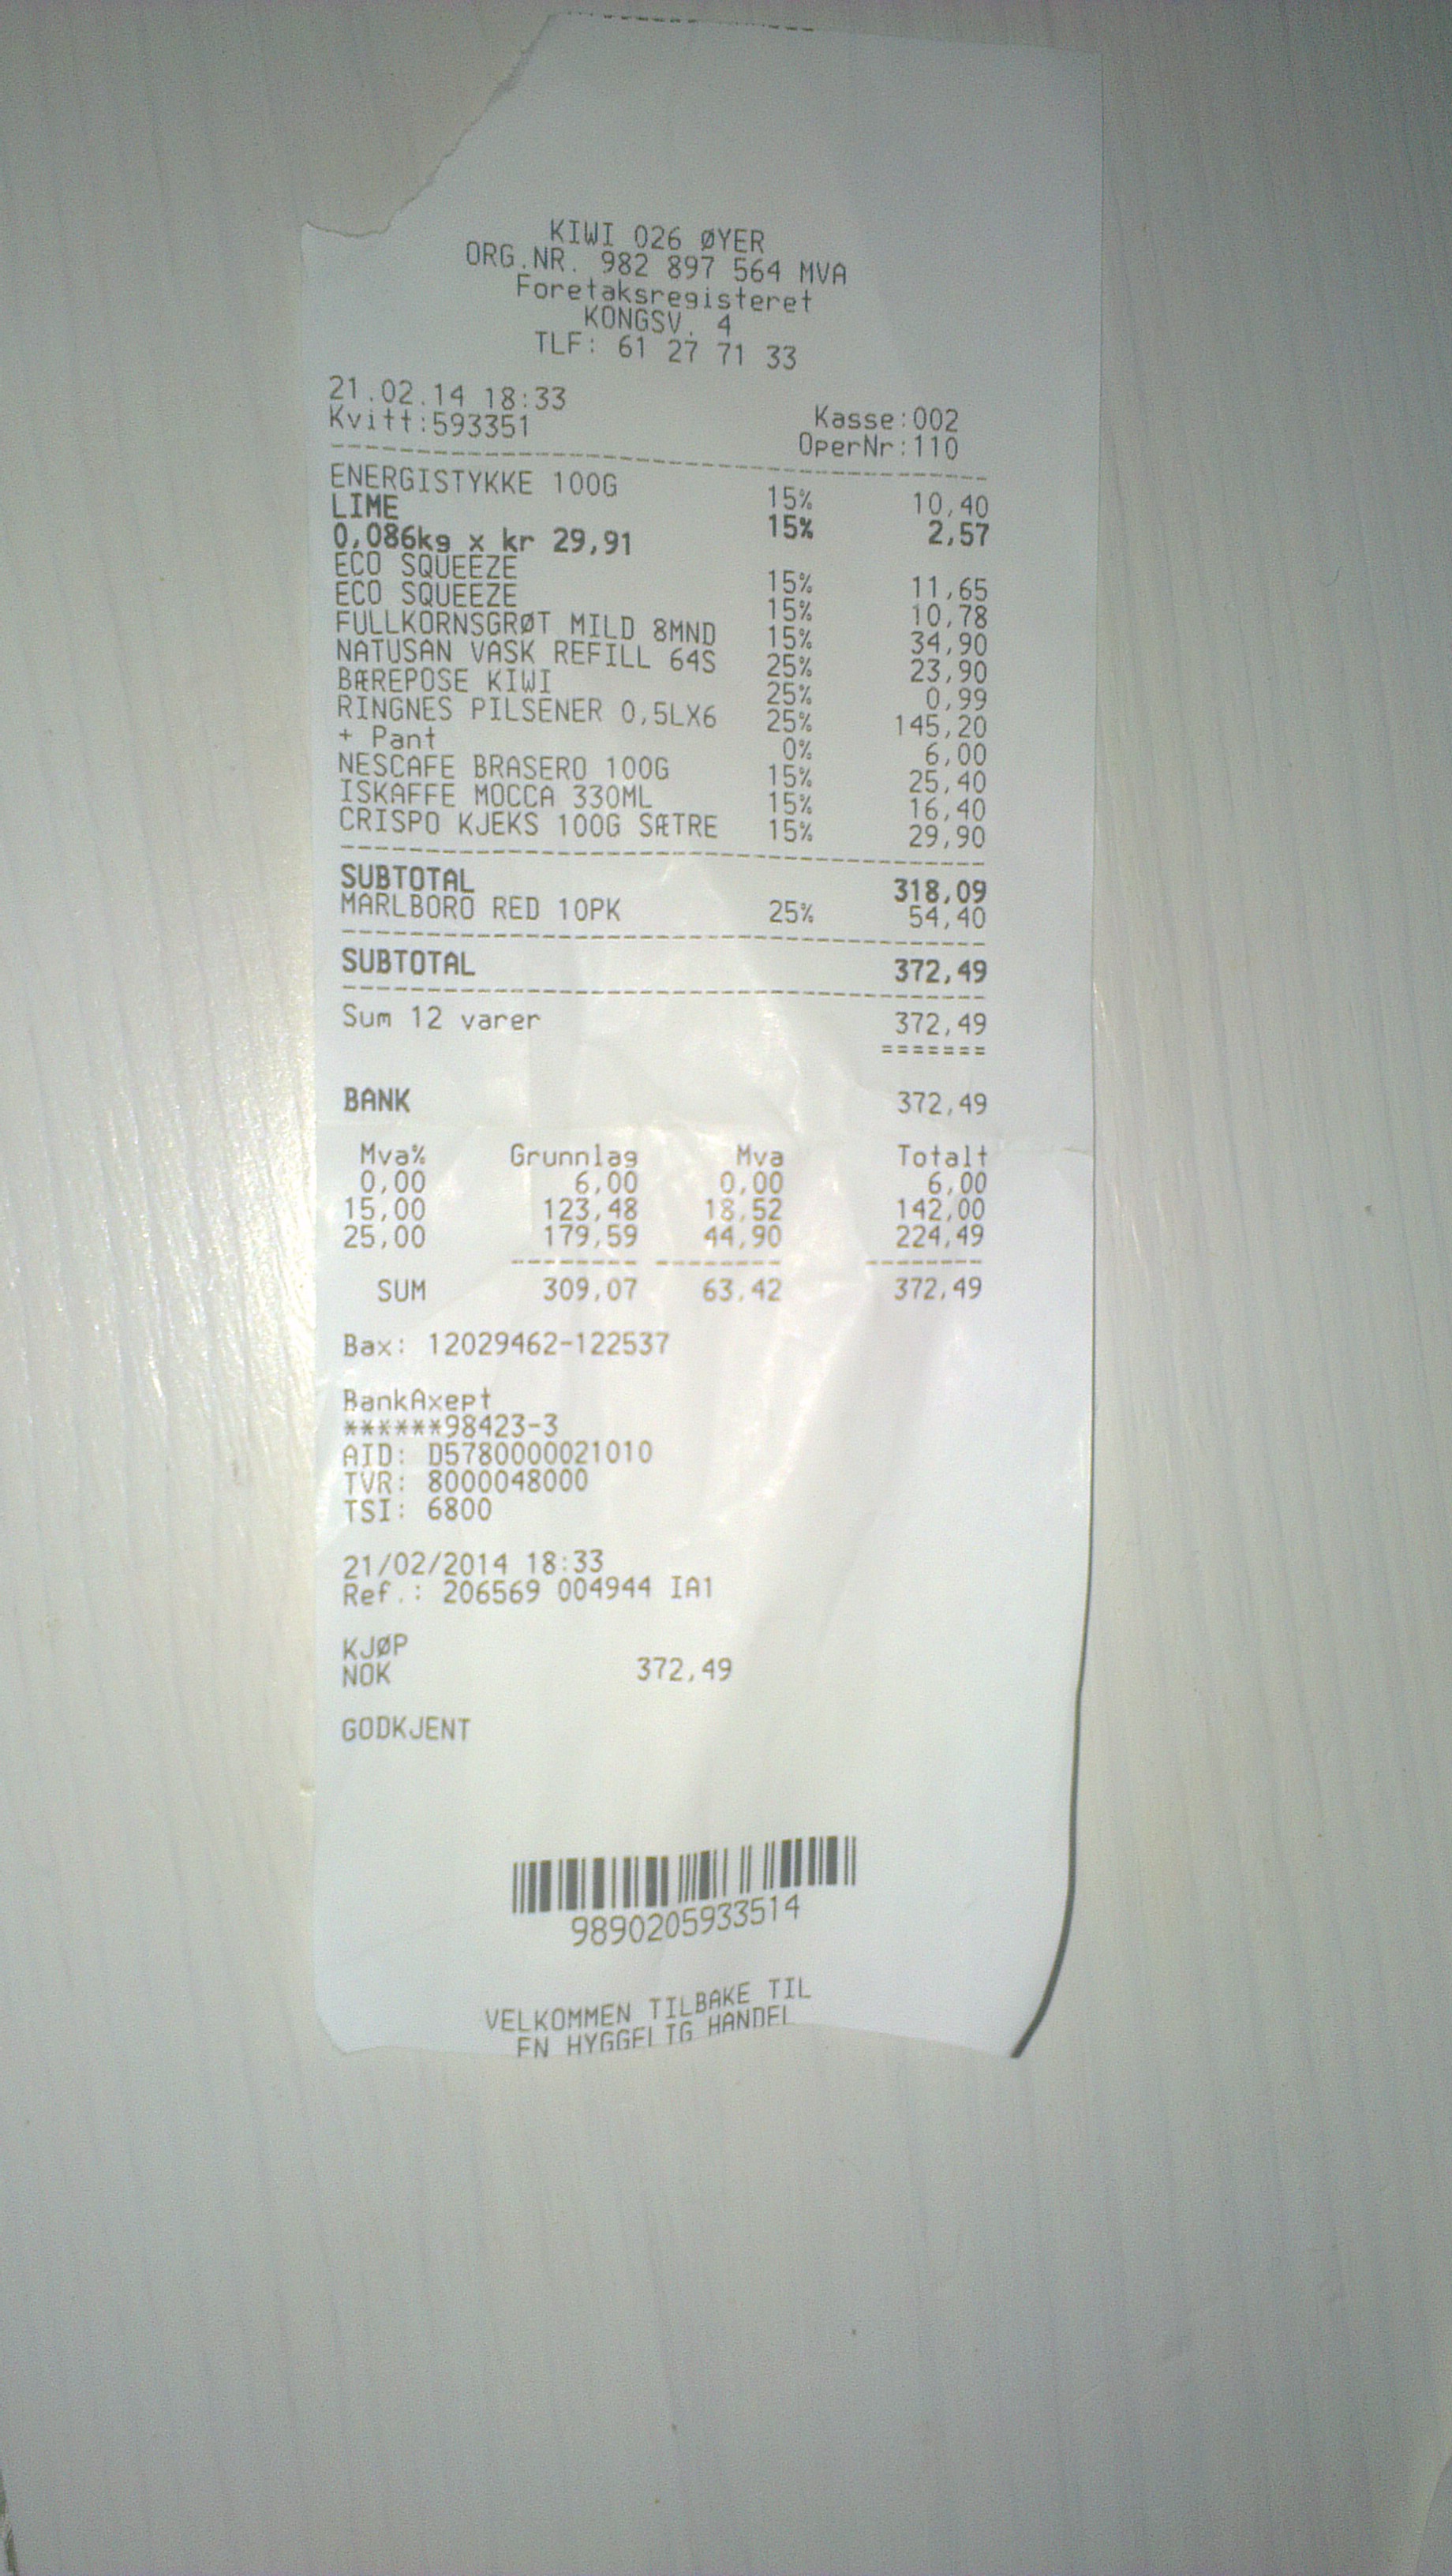 KIWI 026 ØYER
ORG.NR. 982 897 564 MVA
Foretaksregisteret
KONGSV. 4
TLF: 61 27 71 33
21.02.14 18:33 Kasse:002
Kvitt:593351 OperNr:110
ENERGISTYKKE 100G 15% 10,40
LIME 15% 2,57
0,086kg x kr 29,91
ECO SQUEEZE 15% 11,65
ECO SQUEEZE 15% 10,78
FULLKORNSGRØT MILD 8MND 15% 34,90
NATUSAN VASK REFILL 64S 25% 23,90
BÆREPOSE KIWI 25% 0,99
RINGNES PILSENER 0,5LX6 25% 145,20
+ Pant 0% 6,00
NESCAFE BRASERO 100G 15% 25,40
ISKAFFE MOCCA 330ML 15% 16,40
CRISPO KJEKS 100G SÆTRE 15% 29,90
SUBTOTAL 318,09
MARLBORO RED 10PK 25% 54,40
SUBTOTAL 372,49
Sum 12 varer 372,49
=======
BANK 372,49
Mva% Grunnlag Mva Totalt
0,00 6,00 0,00 6,00
15,00 123,48 18,52 142,00
25,00 179,59 44,90 224,49
SUM 309,07 63,42 372,49
Bax: 12029462-122537
BankAxept
******98423-3
AID: D5780000021010
TVR: 8000048000
TSI: 6800
21/02/2014 18:33
Ref.: 206569 004944 IA1
KJØP
NOK 372,49
GODKJENT
9890205933514
VELKOMMEN TILBAKE TIL
EN HYGGELIG HANDEL